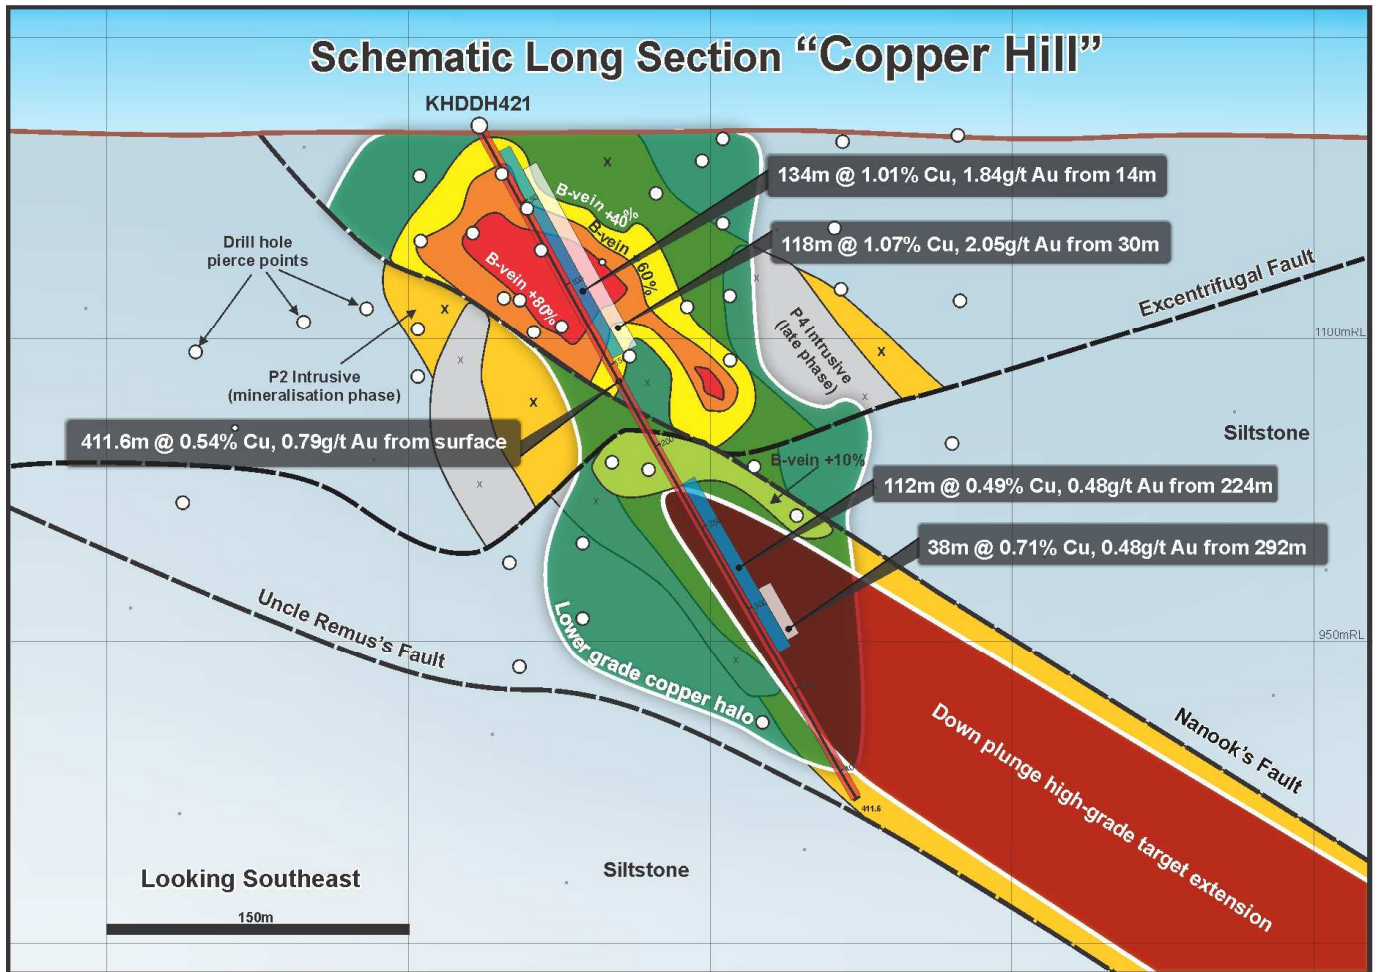 Schematic Long Section “Copper Hill”
KHDDH421
134m @ 1.01% Cu, 1.84g/t Au from 14m
B-vein +40%
118m @ 1.07% Cu, 2.05g/t Au from 30m
Drill hole
pierce points
B-vein 60%
B-vein +80%
Excentrifugal Fault
P4 Intrusive
(late phase)
1100mRL
P2 Intrusive
(mineralisation phase)
411.6m @ 0.54% Cu, 0.79g/t Au from surface
Siltstone
200
B-vein +10%
112m @ 0.49% Cu, 0.48g/t Au from 224m
250
38m @ 0.71% Cu, 0.48g/t Au from 292m
300
Uncle Remus's Fault
Lower grade copper halo
950mRL
Down plunge high-grade target extension
Nanook's Fault
411.6
Siltstone
Looking Southeast
150m